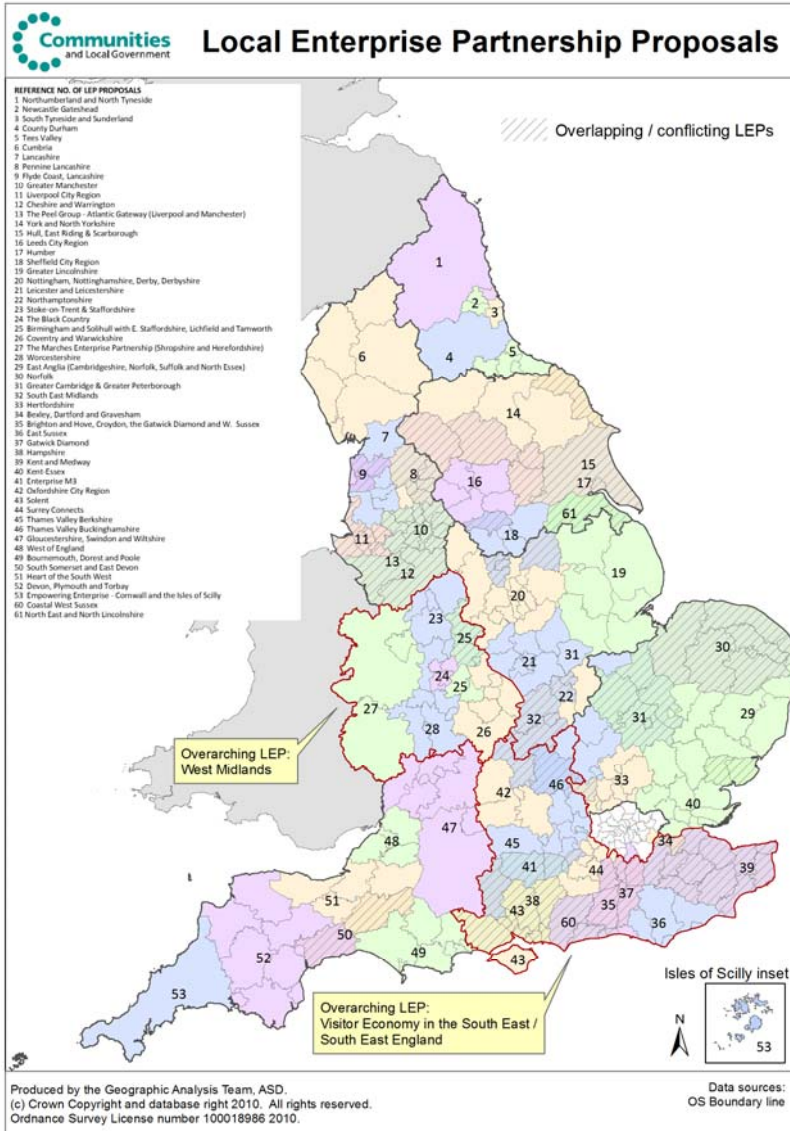 Communities
and Local Government
Local Enterprise Partnership Proposals
REFERENCE NO. OF LEP PROPOSALS
1 Northumberland and North Tyneside
2 Newcastle Gateshead
3 South Tyneside and Sunderland
4 County Durham
5 Tees Valley
6 Cumbria
7 Lancashire
8 Pennine Lancashire
9 Flyde Coast, Lancashire
10 Greater Manchester
11 Liverpool City Region
12 Cheshire and Warrington
13 The Peel Group - Atlantic Gateway (Liverpool and Manchester)
14 York and North Yorkshire
15 Hull, East Riding & Scarborough
16 Leeds City Region
17 Humber
18 Sheffield City Region
19 Greater Lincolnshire
20 Nottingham, Nottinghamshire, Derby, Derbyshire
21 Leicester and Leicestershire
22 Northamptonshire
23 Stoke-on-Trent & Staffordshire
24 The Black Country
25 Birmingham and Solihull with E. Staffordshire, Lichfield and Tamworth
26 Coventry and Warwickshire
27 The Marches Enterprise Partnership (Shropshire and Herefordshire)
28 Worcestershire
29 East Anglia (Cambridgeshire, Norfolk, Suffolk and North Essex)
30 Norfolk
31 Greater Cambridge & Greater Peterborough
32 South East Midlands
33 Hertfordshire
34 Bexley, Dartford and Gravesham
35 Brighton and Hove, Croydon, the Gatwick Diamond and W. Sussex
36 East Sussex
37 Gatwick Diamond
38 Hampshire
39 Kent and Medway
40 Kent-Essex
41 Enterprise M3
42 Oxfordshire City Region
43 Solent
44 Surrey Connects
45 Thames Valley Berkshire
46 Thames Valley Buckinghamshire
47 Gloucestershire, Swindon and Wiltshire
48 West of England
49 Bournemouth, Dorset and Poole
50 South Somerset and East Devon
51 Heart of the South West
52 Devon, Plymouth and Torbay
53 Empowering Enterprise - Cornwall and the Isles of Scilly
60 Coastal West Sussex
61 North East and North Lincolnshire
Overlapping / conflicting LEPs
1
2
3
4
5
6
14
7
9
8
16
15
17
61
18
10
11
13
12
19
20
23
25
24
25
21
31
22
32
30
31
29
27
28
26
Overarching LEP:
West Midlands
42
46
33
40
47
48
45
41
34
39
44
37
51
43
38
35
36
60
50
52
49
43
53
Overarching LEP:
Visitor Economy in the South East /
South East England
Isles of Scilly inset
N
53
Produced by the Geographic Analysis Team, ASD.
(c) Crown Copyright and database right 2010. All rights reserved.
Ordnance Survey License number 100018986 2010.
Data sources:
OS Boundary line